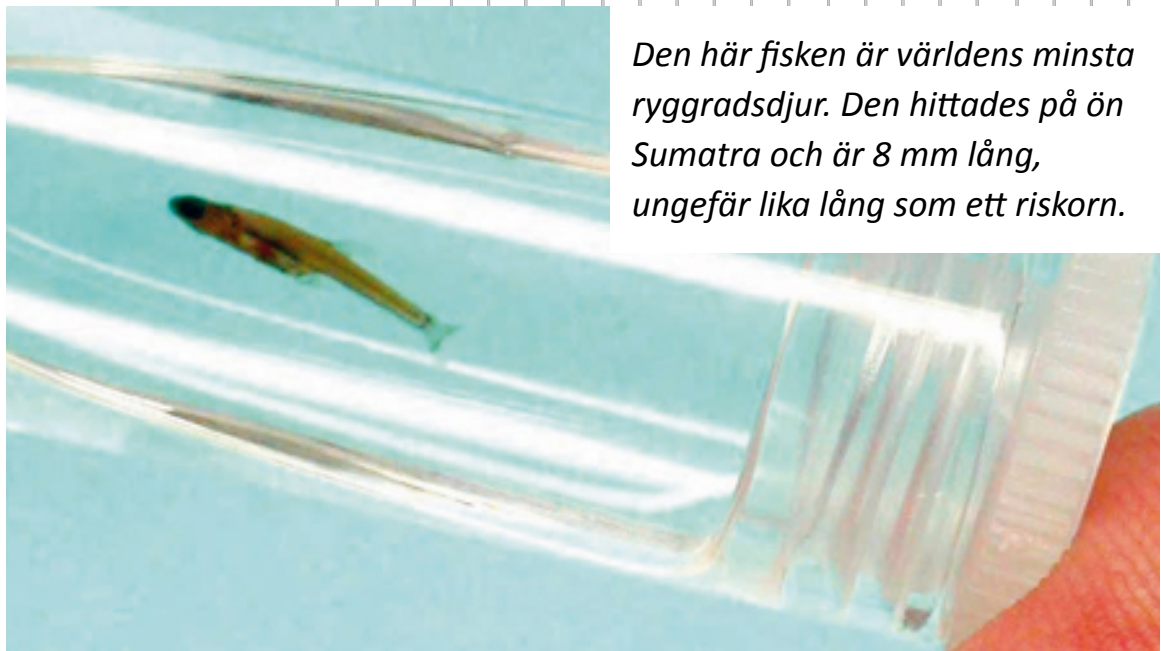 Den här fisken är världens minsta
ryggradsdjur. Den hittades på ön
Sumatra och är 8 mm lång,
ungefär lika lång som ett riskorn.